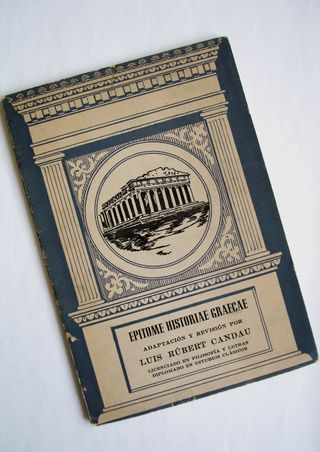 EPITOME HISTORIAE GRAECAE
ADAPTACIÓN Y REVISIÓN POR
LUIS RÚBERT CANDAU
LICENCIADO EN FILOSOFÍA Y LETRAS
DIPLOMADO EN ESTUDIOS CLÁSICOS